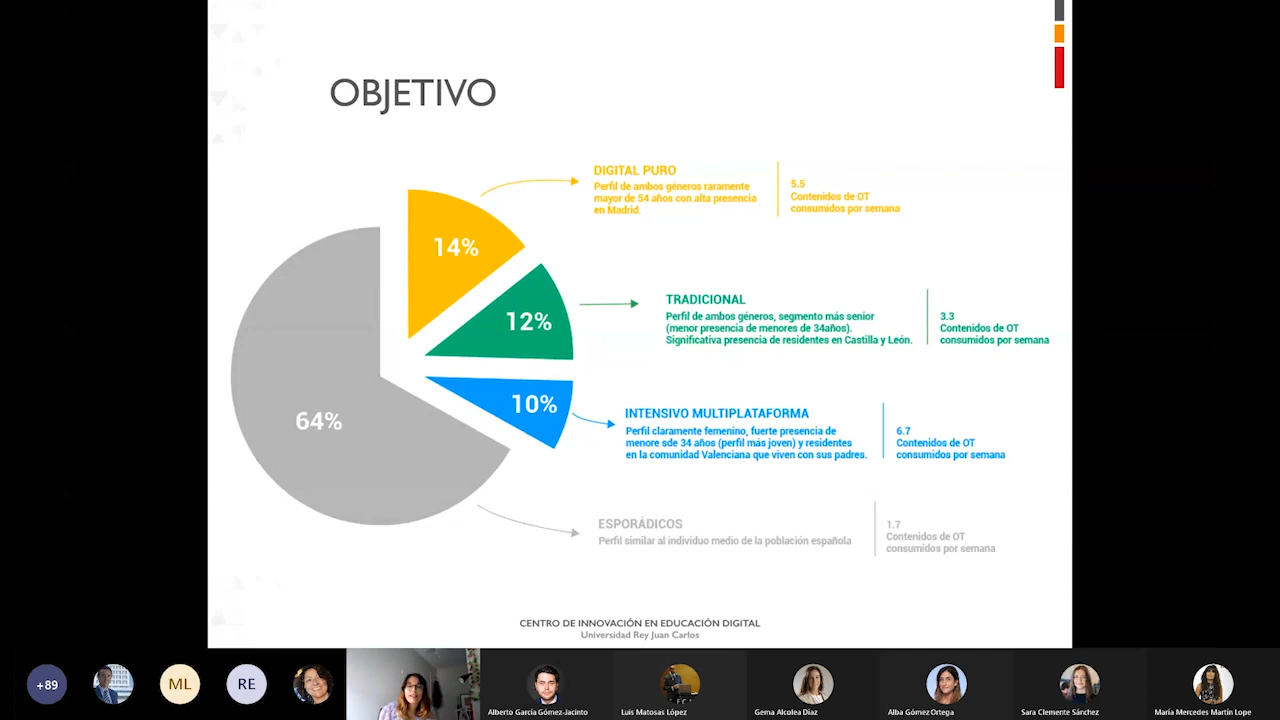 OBJETIVO
DIGITAL PURO
Perfil de ambos géneros raramente
mayor de 54 años con alta presencia
en Madrid.
5.5
Contenidos de OT
consumidos por semana
14%
TRADICIONAL
Perfil de ambos géneros, segmento más senior
(menor presencia de menores de 34años).
Significativa presencia de residentes en Castilla y León.
3.3
Contenidos de OT
consumidos por semana
12%
INTENSIVO MULTIPLATAFORMA
Perfil claramente femenino, fuerte presencia de
menore sde 34 años (perfil más joven) y residentes
en la comunidad Valenciana que viven con sus padres.
6.7
Contenidos de OT
consumidos por semana
10%
64%
ESPORÁDICOS
Perfil similar al individuo medio de la población española
1.7
Contenidos de OT
consumidos por semana
CENTRO DE INNOVACIÓN EN EDUCACIÓN DIGITAL
Universidad Rey Juan Carlos
+89
ML
RE
Alberto García Gómez-Jacinto
Luis Matosas López
Gema Alcolea Díaz
Alba Gómez Ortega
Sara Clemente Sánchez
María Mercedes Martín Lope